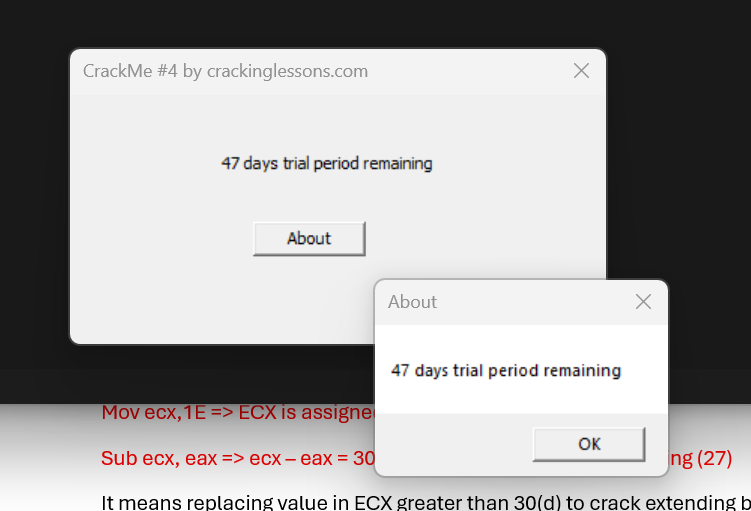 CrackMe #4 by crackinglessons.com
47 days trial period remaining
About
About
47 days trial period remaining
OK
Mov ecx,1E => ECX is assigne
Sub ecx, eax => ecx – eax = 30 ng (27)
It means replacing value in ECX greater than 30(d) to crack extending b